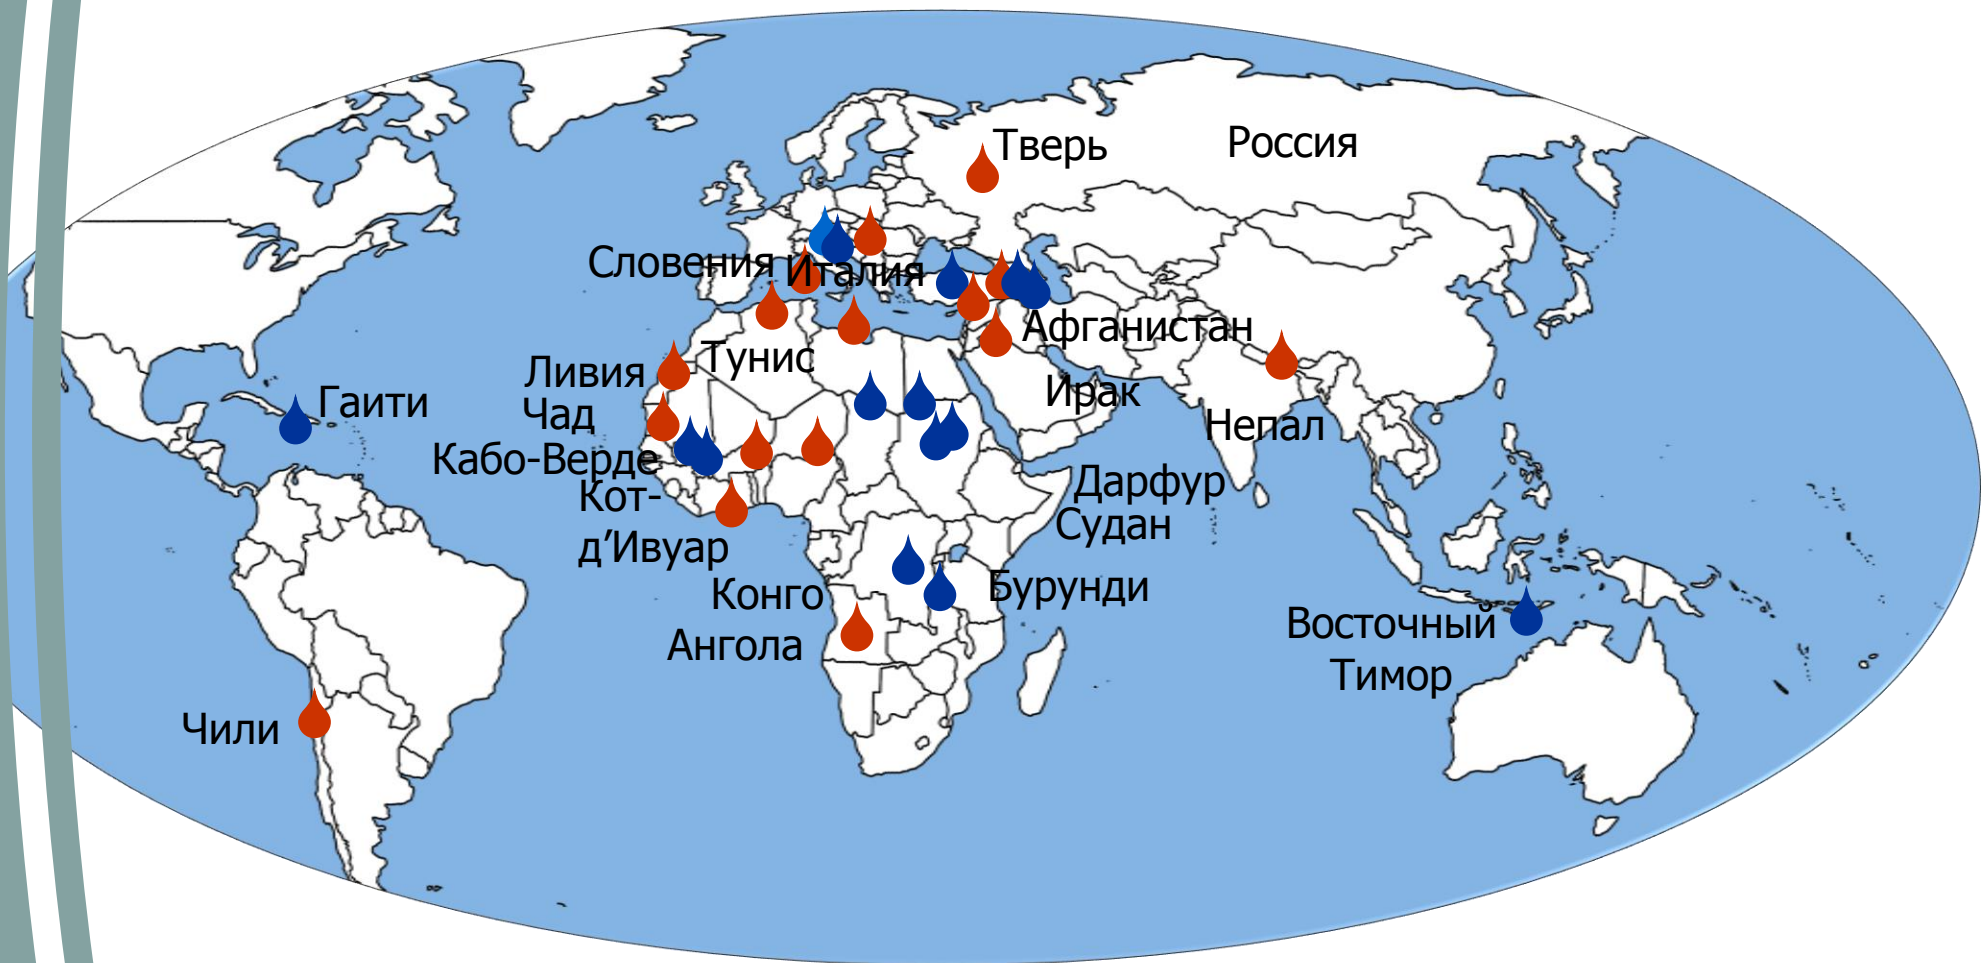 Тверь
Россия
Словения
Италия
Афганистан
Тунис
Ливия
Ирак
Гаити
Чад
Непал
Кабо-Верде
Дарфур
Кот-
д’Ивуар
Судан
Конго
Бурунди
Ангола
Восточный
Тимор
Чили